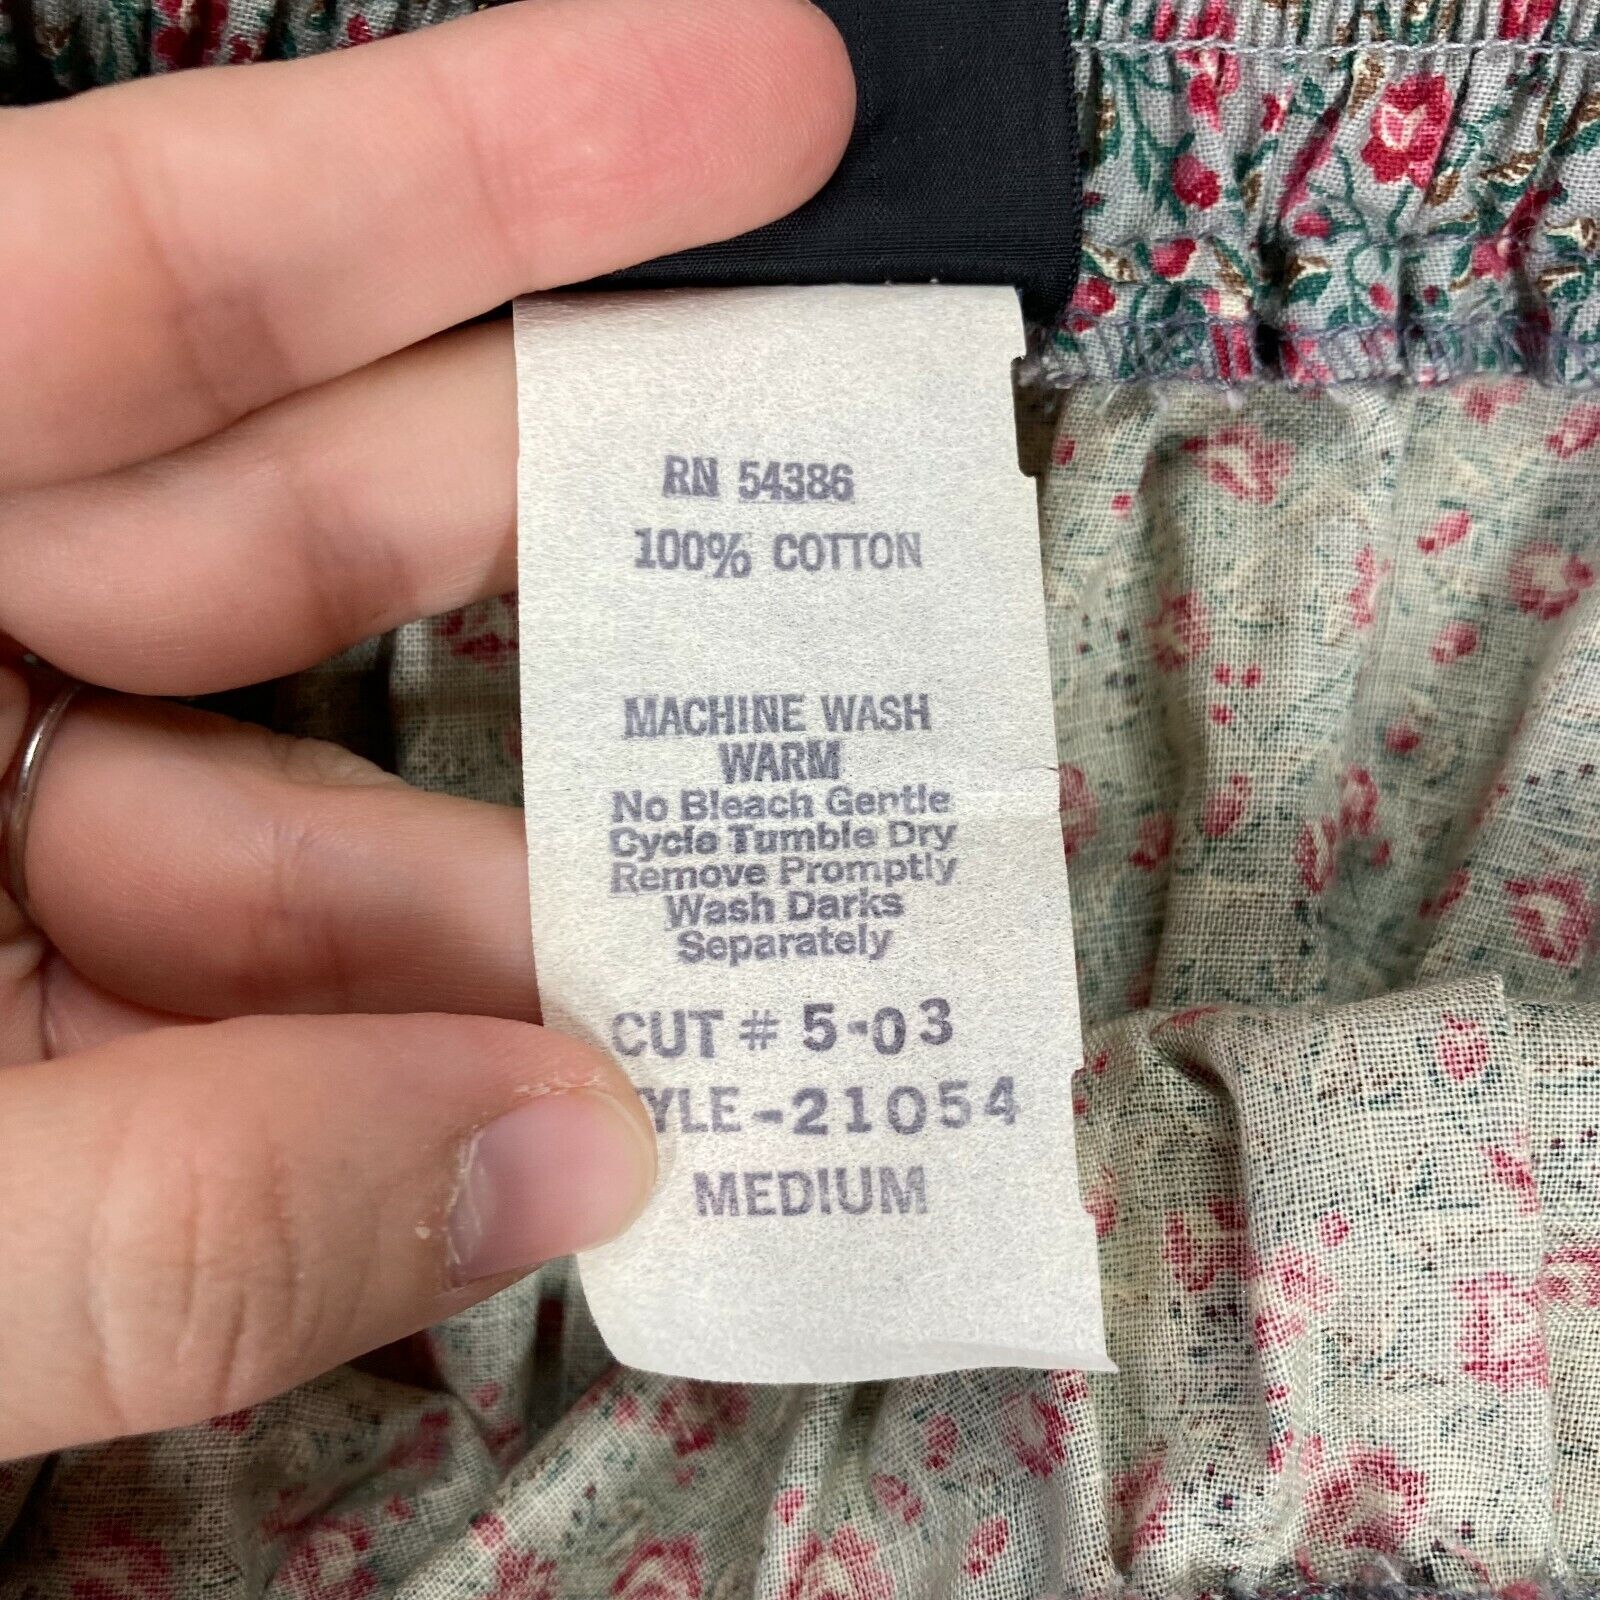 RN 54386
100% COTTON
MACHINE WASH
WARM
No Bleach Gentle
Cycle Tumble Dry
Remove Promptly
Wash Darks
Separately
CUT # 5-03
YLE-21054
MEDIUM